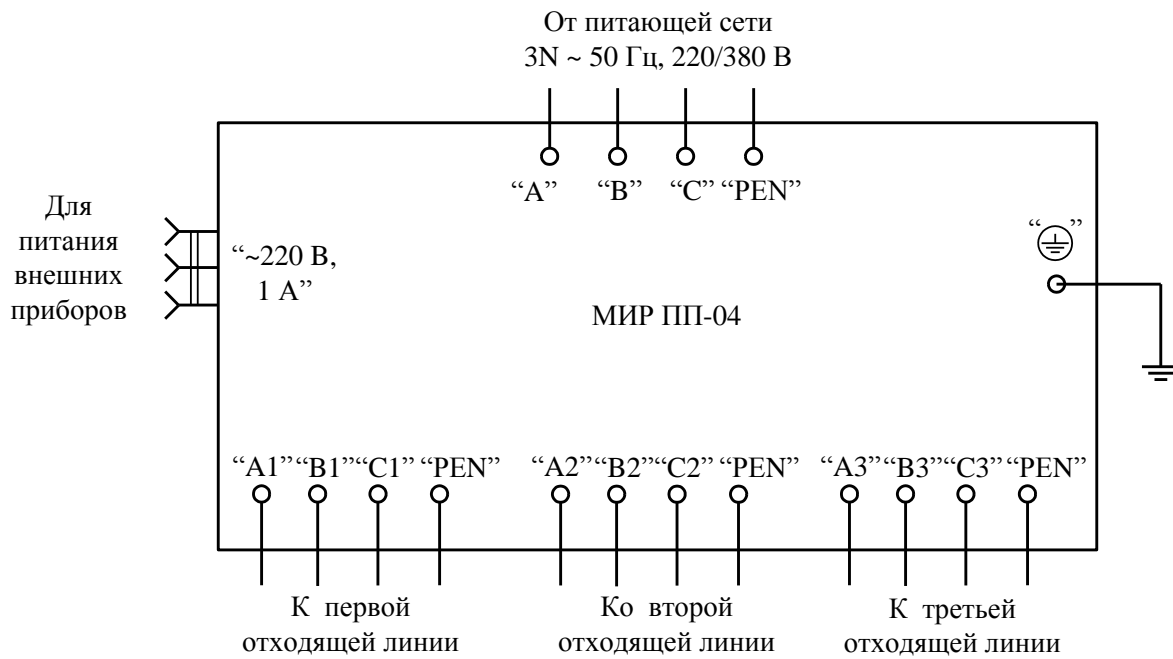 От питающей сети
3N ~ 50 Гц, 220/380 В
“A” “B” “C” “PEN”
“ ”
Для
питания
внешних
приборов
“~220 В,
1 А”
МИР ПП-04
“A1” “B1” “C1” “PEN” “A2” “B2” “C2” “PEN” “A3” “B3” “C3” “PEN”
К первой
отходящей линии
Ко второй
отходящей линии
К третьей
отходящей линии